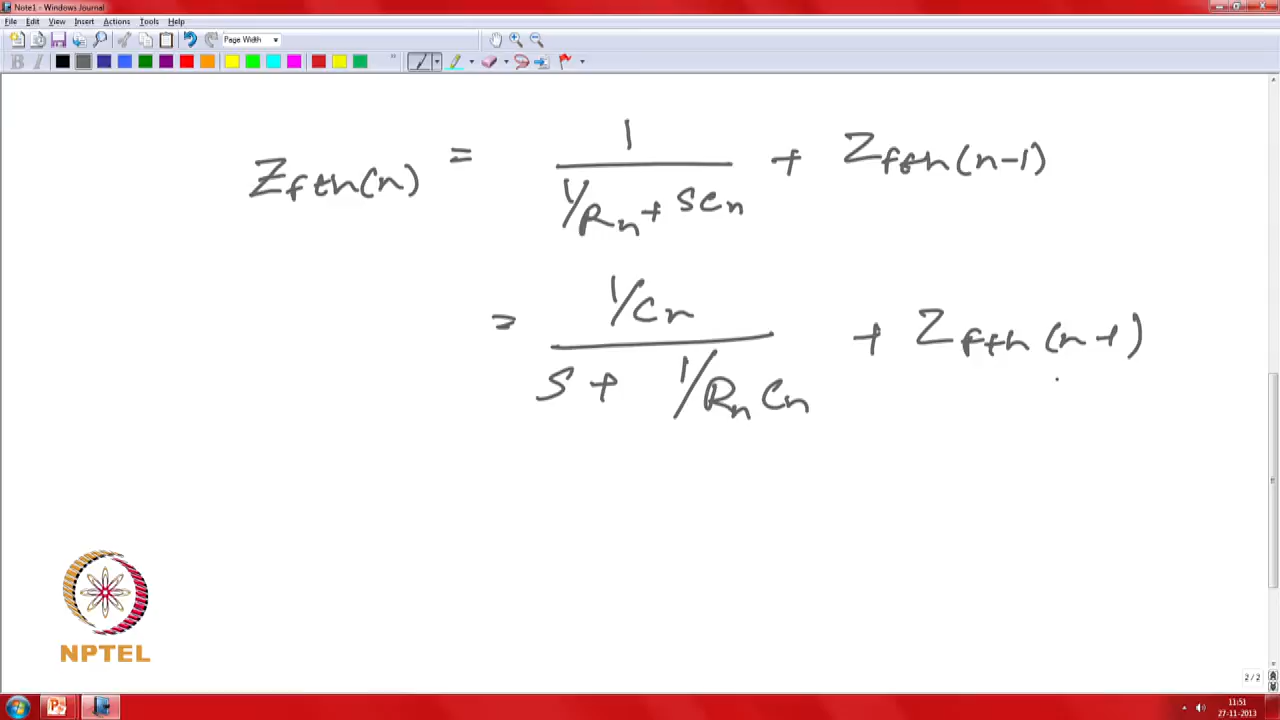 Note1 - Windows Journal
File Edit View Insert Actions Tools Help
Page Width
B I
Zfth(n) = 1 / (1/Rn + SCn) + Zfth(n-1)
= (1/Cn) / (S + 1/RnCn) + Zfth(n-1)
NPTEL
2 / 2
11:51
27-11-2013